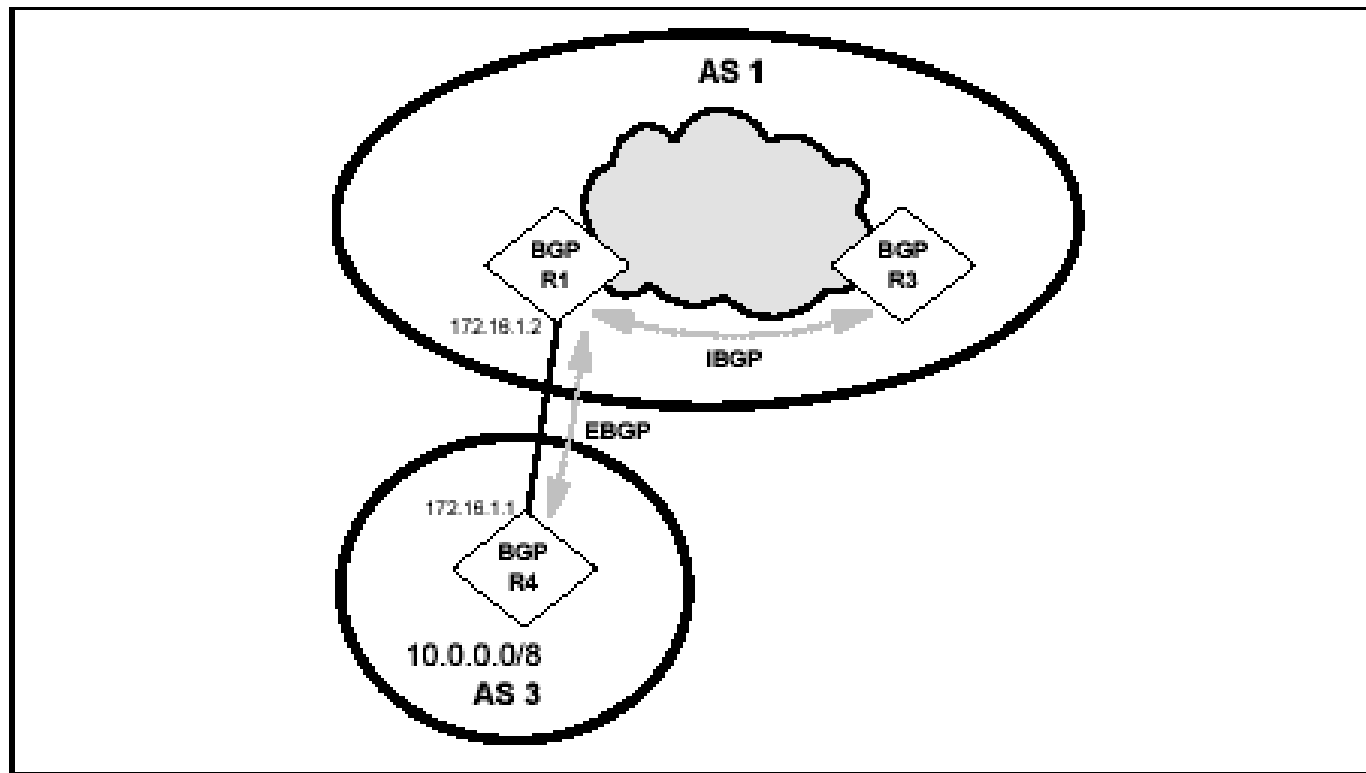 AS 1
BGP
R1
BGP
R3
172.16.1.2
IBGP
EBGP
172.16.1.1
BGP
R4
10.0.0.0/8
AS 3